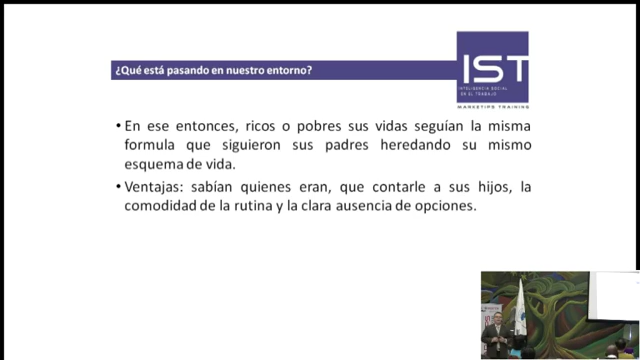 ¿Qué está pasando en nuestro entorno?
IST
INTELIGENCIA SOCIAL
EN EL TRABAJO
MARKETIPS TRAINING
• En ese entonces, ricos o pobres sus vidas seguían la misma
formula que siguieron sus padres heredando su mismo
esquema de vida.
• Ventajas: sabían quienes eran, que contarle a sus hijos, la
comodidad de la rutina y la clara ausencia de opciones.